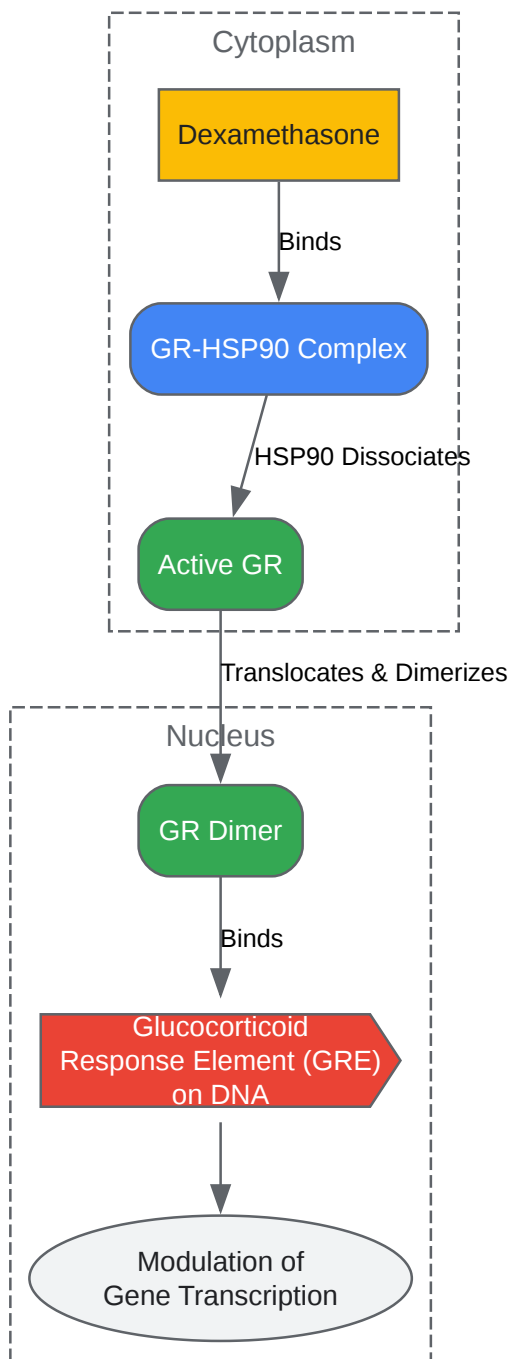 Cytoplasm
Dexamethasone
Binds
GR-HSP90 Complex
HSP90 Dissociates
Active GR
Translocates & Dimerizes
Nucleus
GR Dimer
Binds
Glucocorticoid
Response Element (GRE)
on DNA
Modulation of
Gene Transcription